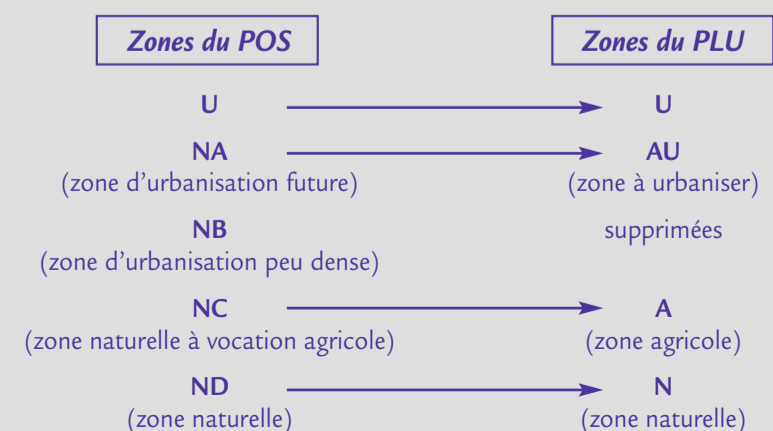 Zones du POS Zones du PLU
U U
NA AU
(zone d'urbanisation future) (zone à urbaniser)
NB supprimées
(zone d'urbanisation peu dense)
NC A
(zone naturelle à vocation agricole) (zone agricole)
ND N
(zone naturelle) (zone naturelle)